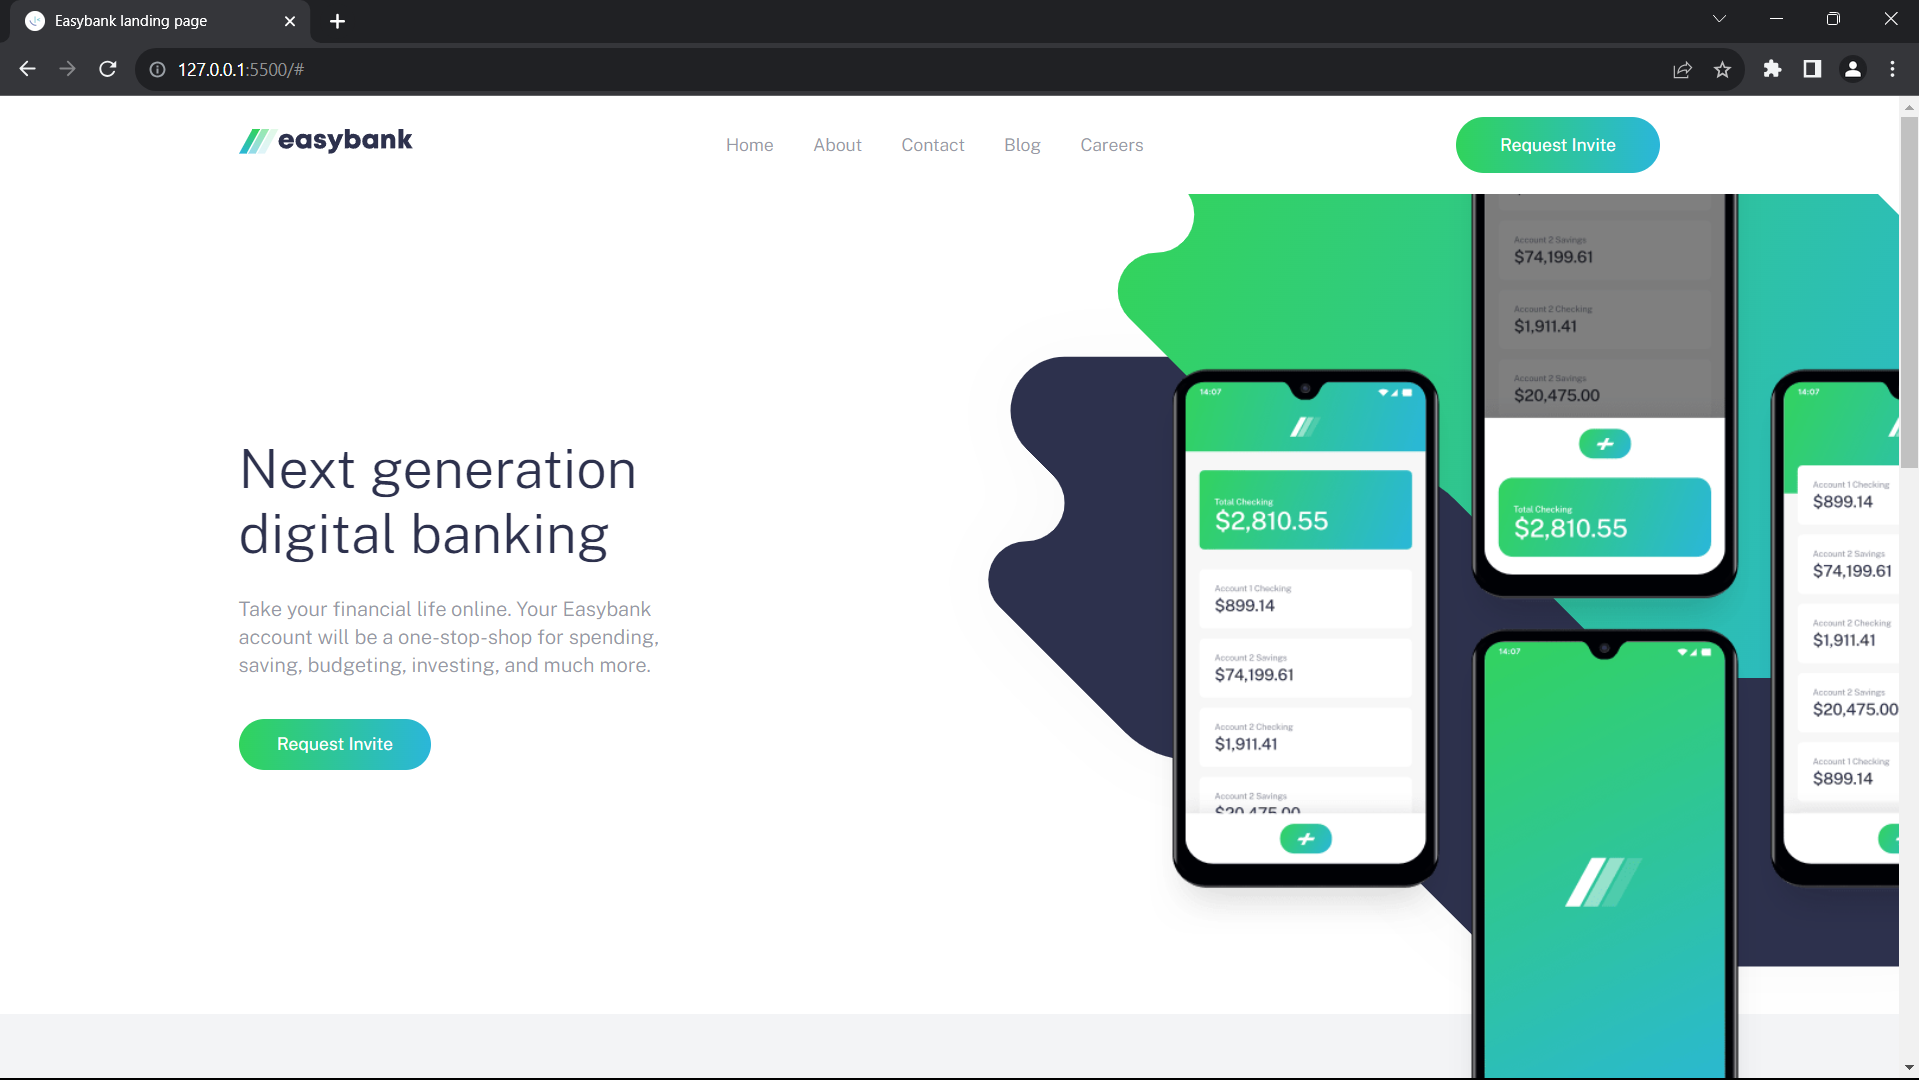 Easybank landing page
127.0.0.1:5500/#
easybank
Home
About
Contact
Blog
Careers
Request Invite
Next generation
digital banking
Take your financial life online. Your Easybank
account will be a one-stop-shop for spending,
saving, budgeting, investing, and much more.
Request Invite
14:07
Total Checking
$2,810.55
Account 1 Checking
$899.14
Account 2 Savings
$74,199.61
Account 2 Checking
$1,911.41
Account 2 Savings
$20,475.00
Account 2 Savings
$74,199.61
Account 2 Checking
$1,911.41
Account 2 Savings
$20,475.00
Total Checking
$2,810.55
14:07
14:07
Account 1 Checking
$899.14
Account 2 Savings
$74,199.61
Account 2 Checking
$1,911.41
Account 2 Savings
$20,475.00
Account 1 Checking
$899.14